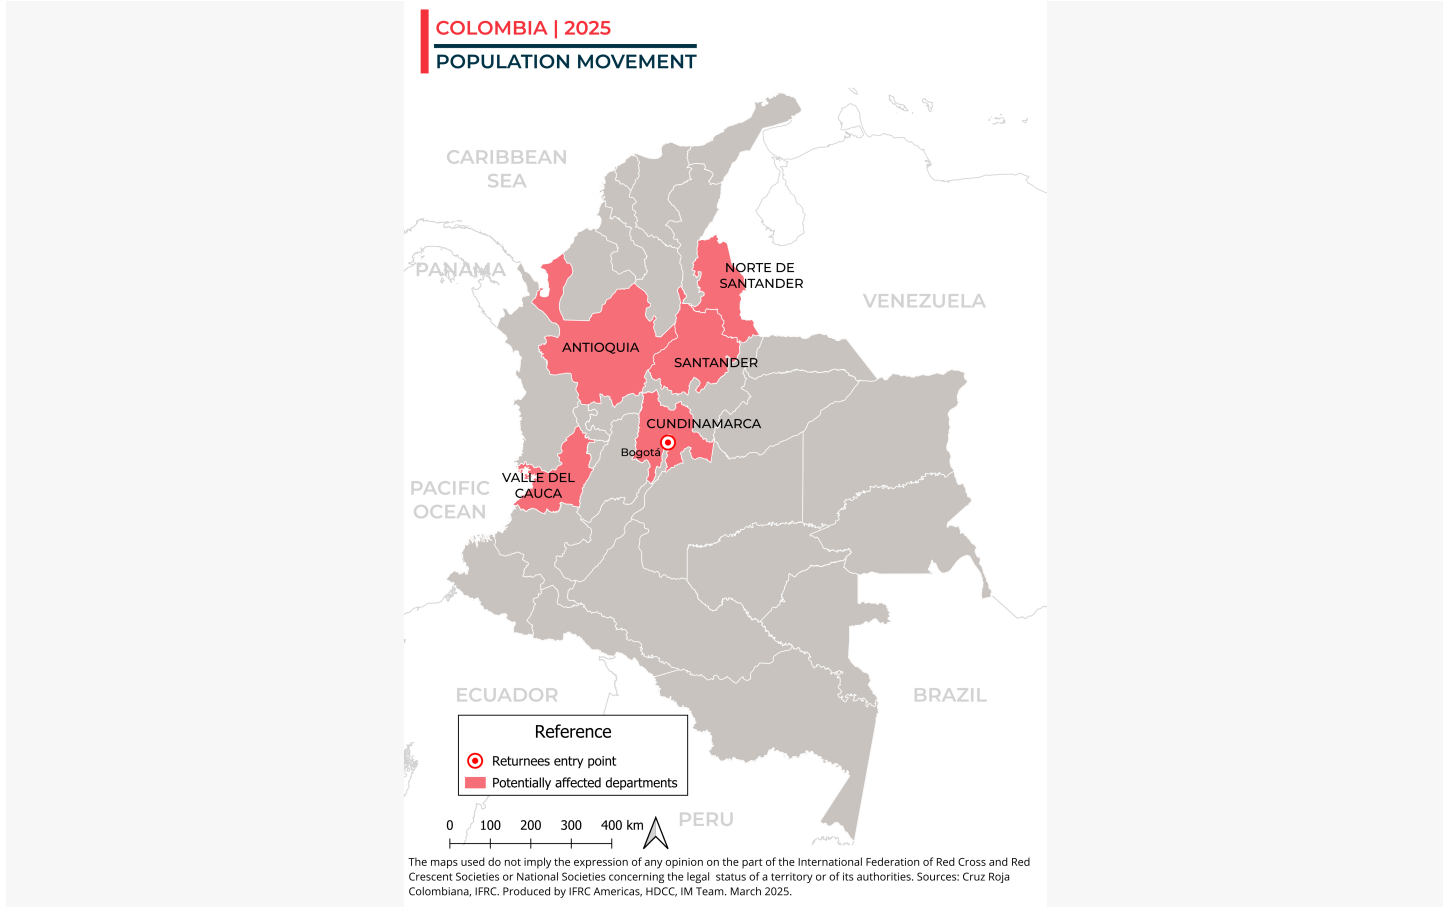 COLOMBIA | 2025
POPULATION MOVEMENT
CARIBBEAN
SEA
PANAMA
NORTE DE
SANTANDER
VENEZUELA
ANTIOQUIA
SANTANDER
CUNDINAMARCA
Bogotá
VALLE DEL
CAUCA
PACIFIC
OCEAN
ECUADOR
BRAZIL
Reference
Returnees entry point
Potentially affected departments
PERU
0 100 200 300 400 km
The maps used do not imply the expression of any opinion on the part of the International Federation of Red Cross and Red
Crescent Societies or National Societies concerning the legal status of a territory or of its authorities. Sources: Cruz Roja
Colombiana, IFRC. Produced by IFRC Americas, HDCC, IM Team. March 2025.